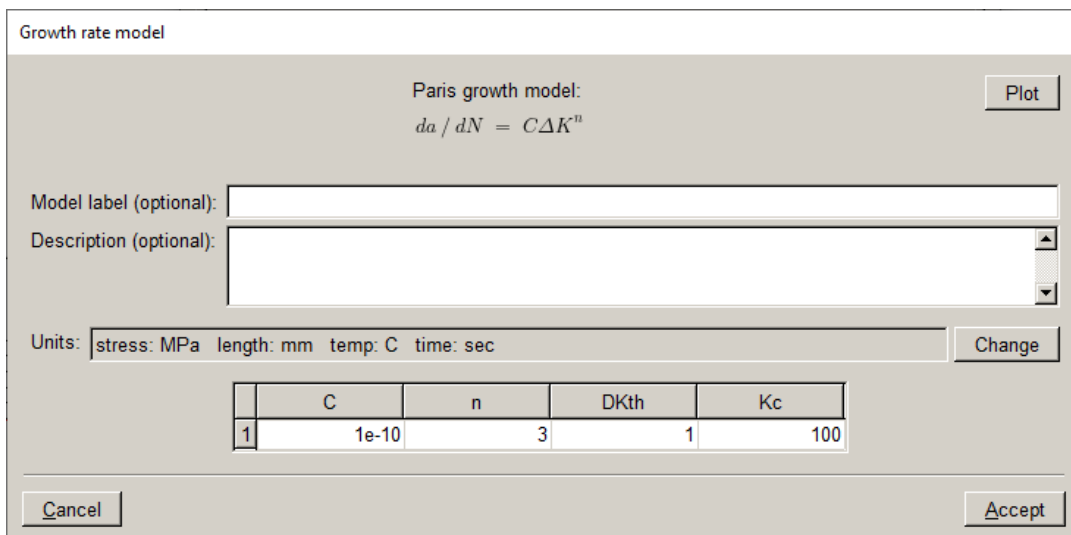 Growth rate model
Paris growth model:
da / dN = CΔKⁿ
Plot
Model label (optional):
Description (optional):
Units: stress: MPa length: mm temp: C time: sec Change
C n DKth Kc
1 1e-10 3 1 100
Cancel Accept